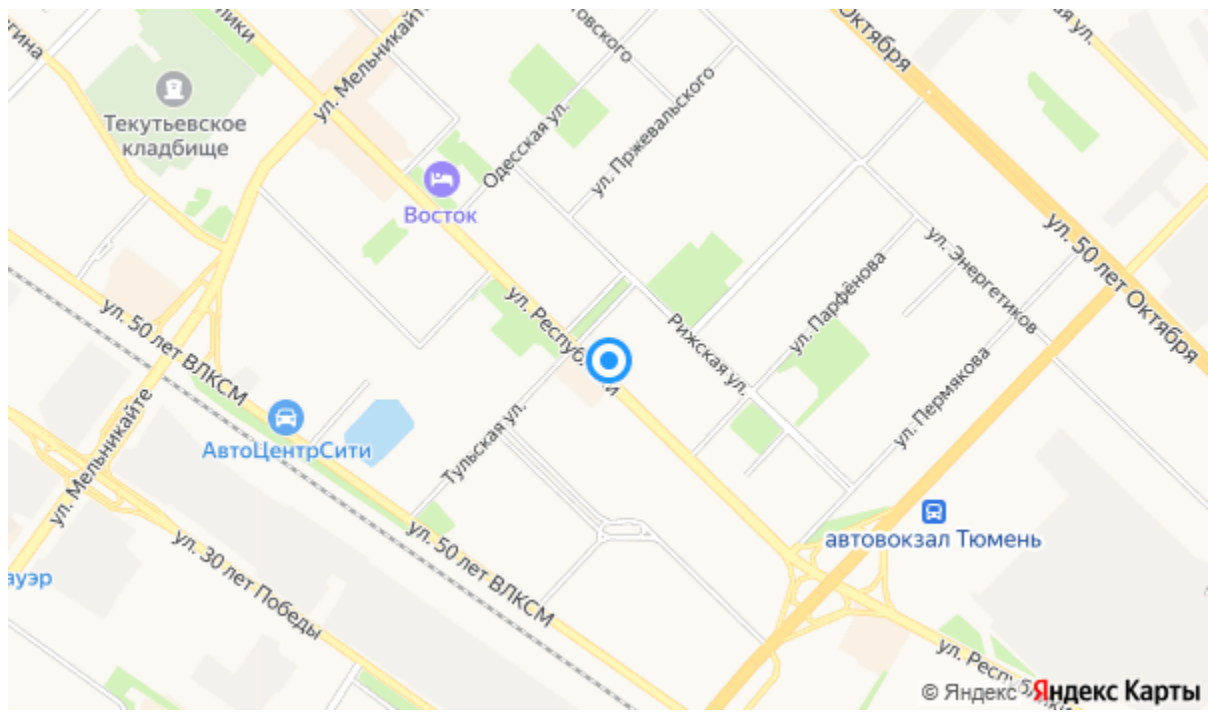 ул. Мельникайте
Октября
ул.
Текутьевское
кладбище
Одесская ул.
ул. Пржевальского
Восток
ул. 50 лет Октября
ул. Энергетиков
ул. Парфёнова
ул. 50 лет ВЛКСМ
Рижская ул.
ул. Пермякова
АвтоЦентрСити
Тульская ул.
ул. Мельникайте
автовокзал Тюмень
ул. 50 лет ВЛКСМ
ул. 30 лет Победы
© Яндекс
Яндекс Карты